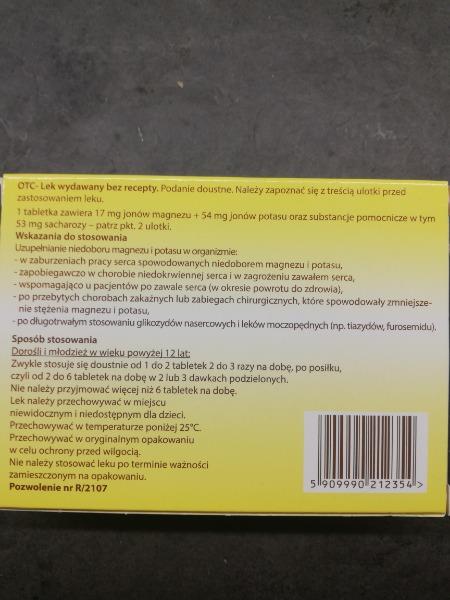 OTC- Lek wydawany bez recepty. Podanie doustne. Należy zapoznać się z treścią ulotki przed
zastosowaniem leku.
1 tabletka zawiera 17 mg jonów magnezu + 54 mg jonów potasu oraz substancje pomocnicze w tym
53 mg sacharozy – patrz pkt. 2 ulotki.
Wskazania do stosowania
Uzupełnianie niedoboru magnezu i potasu w organizmie:
- w zaburzeniach pracy serca spowodowanych niedoborem magnezu i potasu,
- zapobiegawczo w chorobie niedokrwiennej serca i w zagrożeniu zawałem serca,
- wspomagająco u pacjentów po zawale serca (w okresie powrotu do zdrowia),
- po przebytych chorobach zakaźnych lub zabiegach chirurgicznych, które spowodowały zmniejsze-
nie stężenia magnezu i potasu,
- po długotrwałym stosowaniu glikozydów nasercowych i leków moczopędnych (np. tiazydów, furosemidu).
Sposób stosowania
Dorośli i młodzież w wieku powyżej 12 lat:
Zwykle stosuje się doustnie od 1 do 2 tabletek 2 do 3 razy na dobę, po posiłku,
czyli od 2 do 6 tabletek na dobę w 2 lub 3 dawkach podzielonych.
Nie należy przyjmować więcej niż 6 tabletek na dobę.
Lek należy przechowywać w miejscu
niewidocznym i niedostępnym dla dzieci.
Przechowywać w temperaturze poniżej 25°C.
Przechowywać w oryginalnym opakowaniu
w celu ochrony przed wilgocią.
Nie należy stosować leku po terminie ważności
zamieszczonym na opakowaniu.
Pozwolenie nr R/2107
5 909990 212354 >